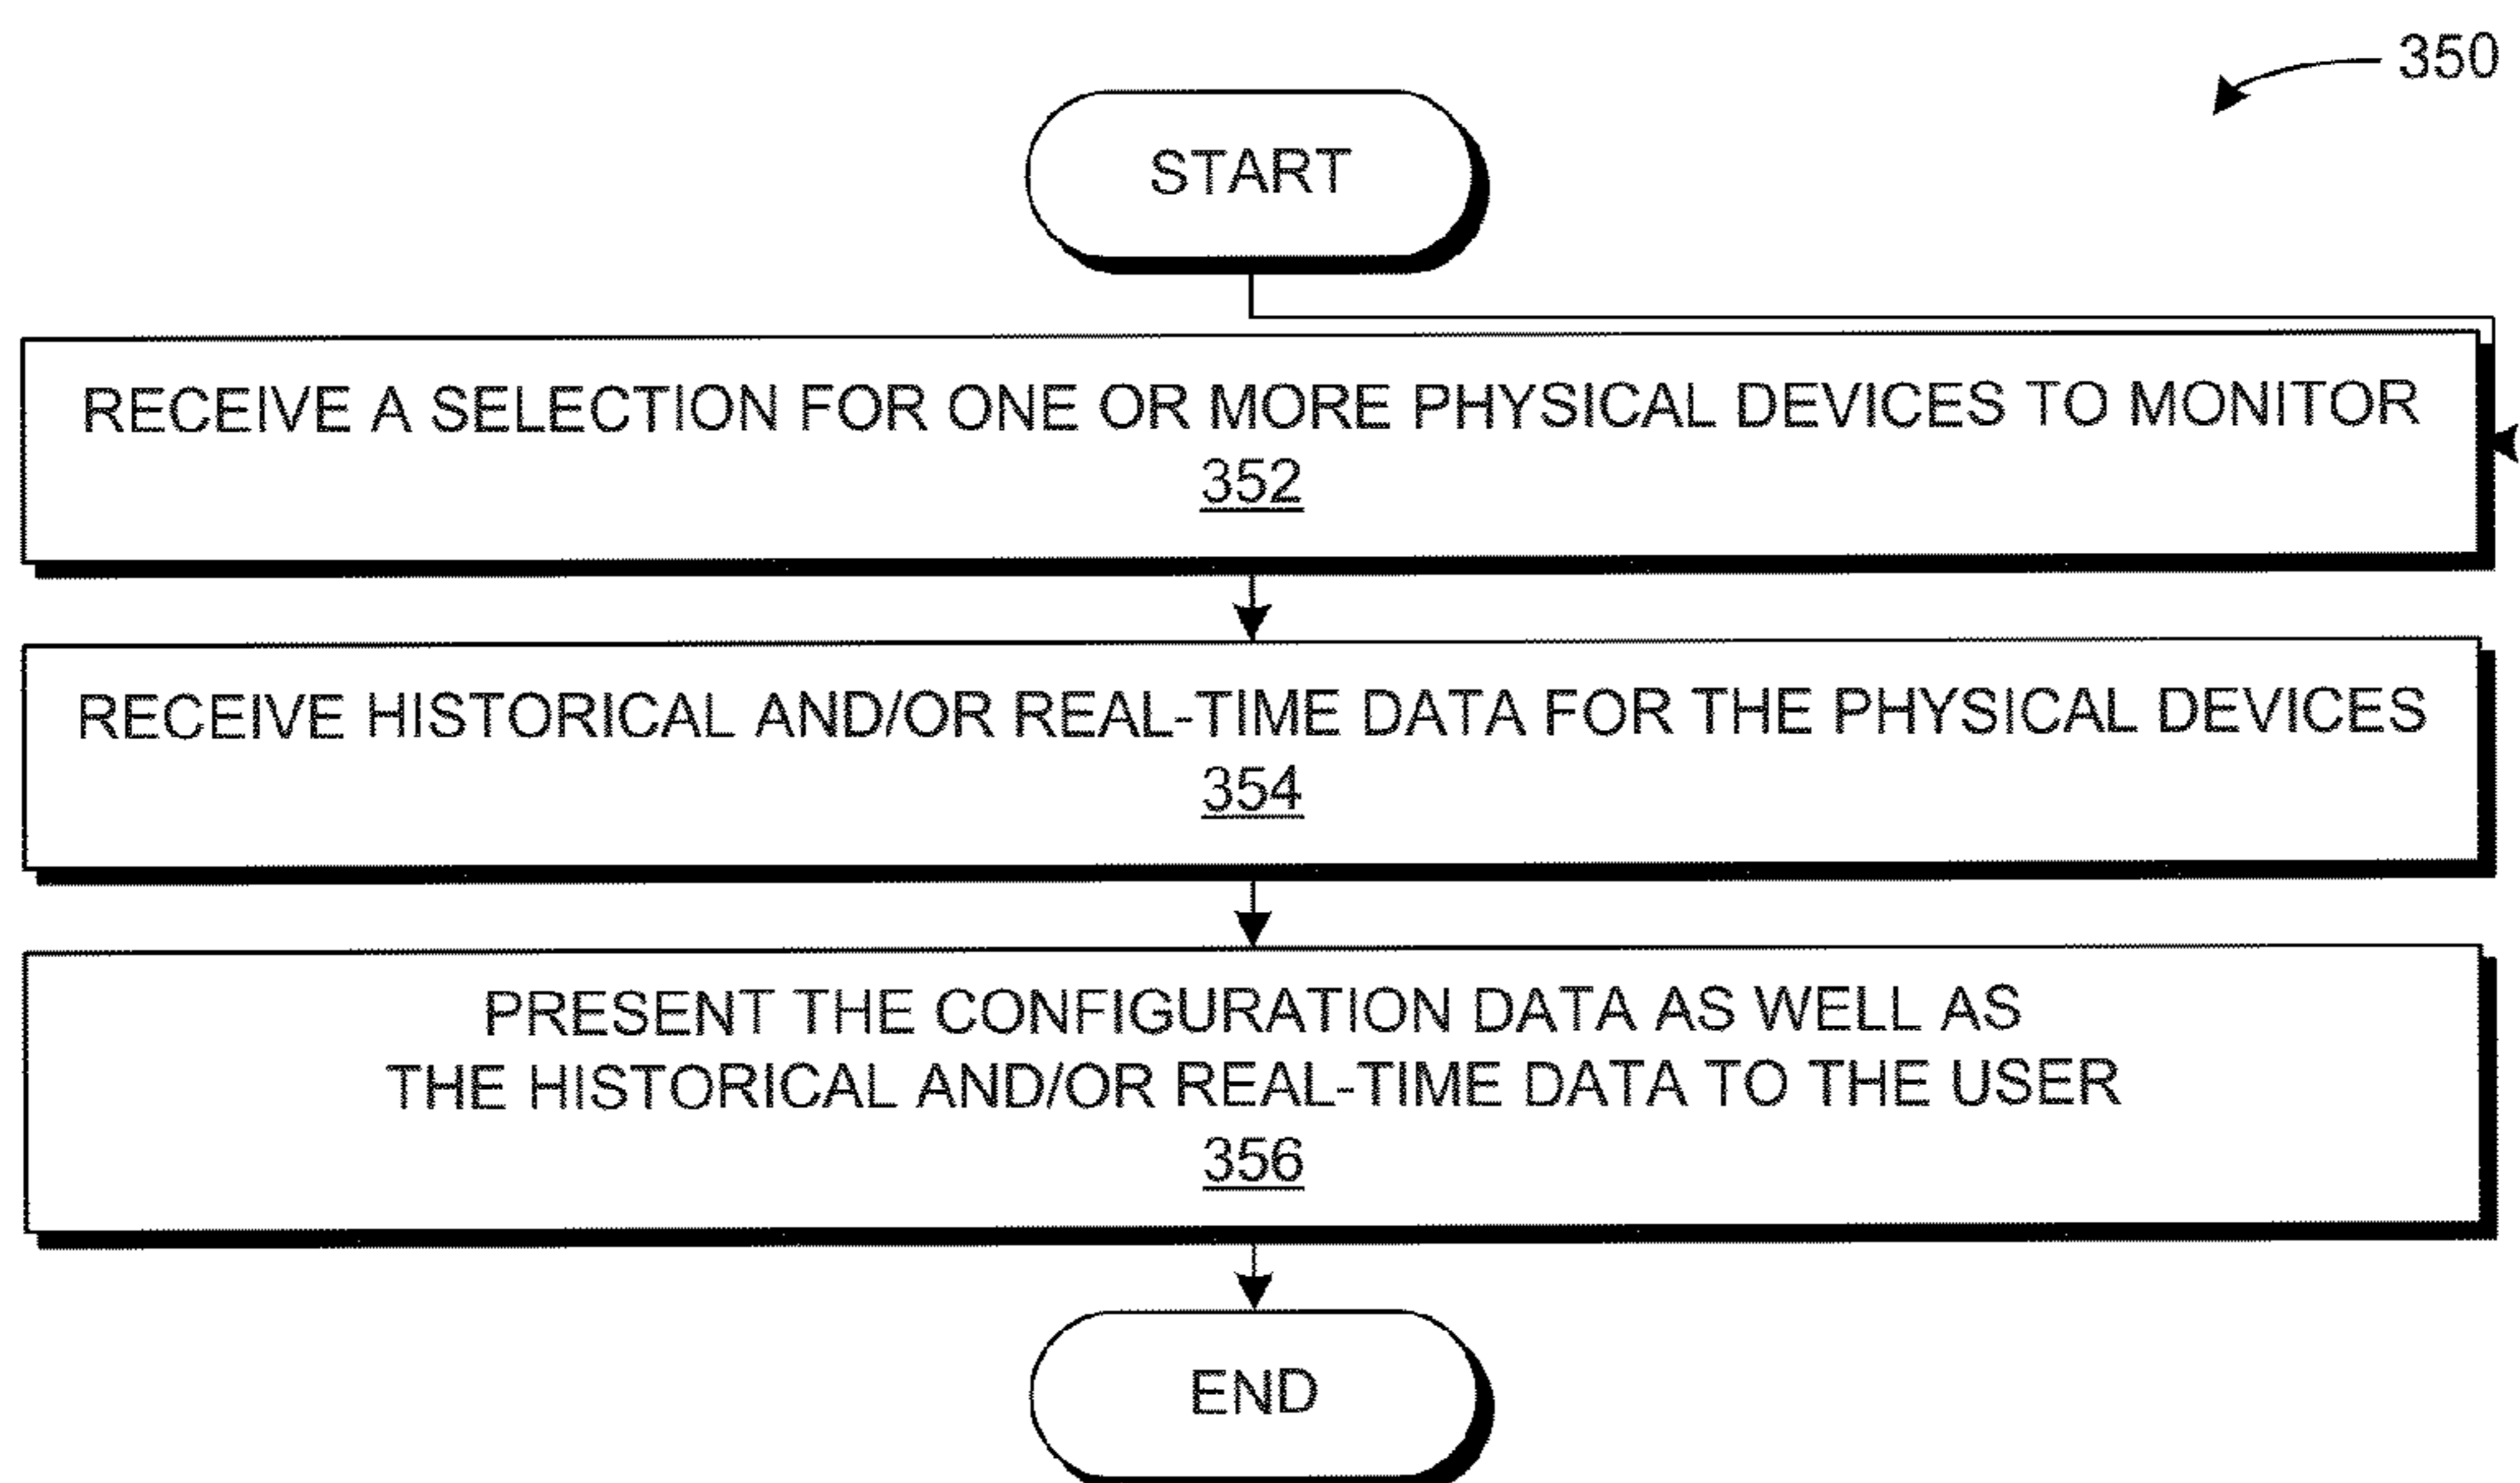 350
START
RECEIVE A SELECTION FOR ONE OR MORE PHYSICAL DEVICES TO MONITOR
352
RECEIVE HISTORICAL AND/OR REAL-TIME DATA FOR THE PHYSICAL DEVICES
354
PRESENT THE CONFIGURATION DATA AS WELL AS
THE HISTORICAL AND/OR REAL-TIME DATA TO THE USER
356
END